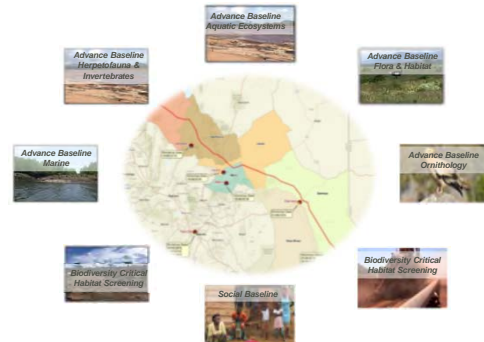 Advance Baseline
Aquatic Ecosystems
Advance Baseline
Herpetofauna &
Invertebrates
Advance Baseline
Flora & Habitat
Advance Baseline
Marine
Advance Baseline
Ornithology
Biodiversity Critical
Habitat Screening
Biodiversity Critical
Habitat Screening
Social Baseline